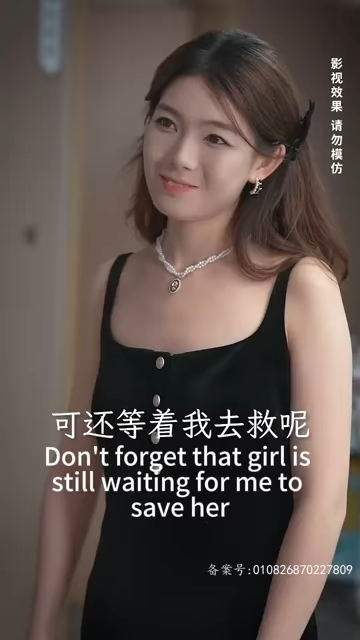 影视效果 请勿模仿
可还等着我去救呢
Don't forget that girl is
still waiting for me to
save her
备案号:010826870227809